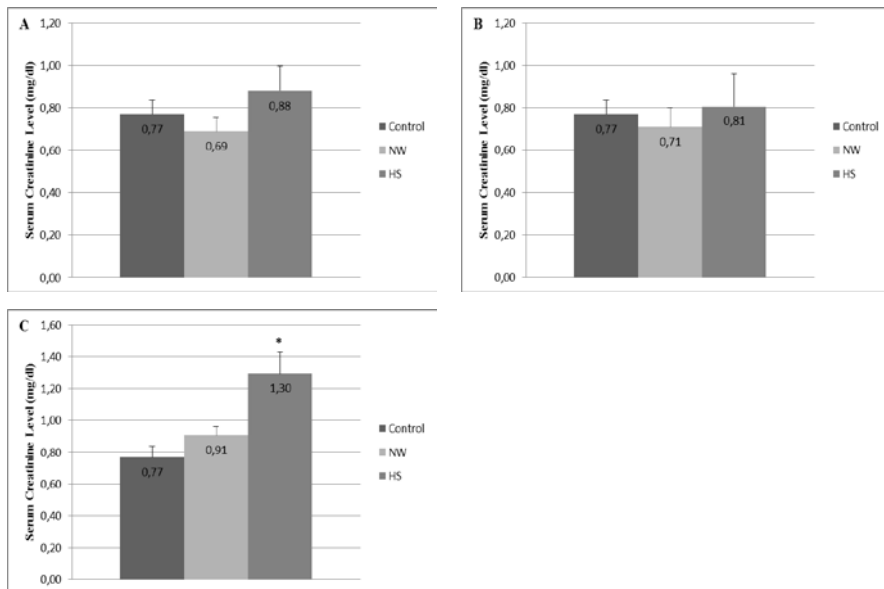 A
Serum Creatinine Level (mg/dl)
1,20
1,00
0,80
0,60
0,40
0,20
0,00
0,77
0,69
0,88
Control
NW
HS
B
Serum Creatinine Level (mg/dl)
1,20
1,00
0,80
0,60
0,40
0,20
0,00
0,77
0,71
0,81
Control
NW
HS
C
Serum Creatinine Level (mg/dl)
1,60
1,40
1,20
1,00
0,80
0,60
0,40
0,20
0,00
0,77
0,91
*
1,30
Control
NW
HS